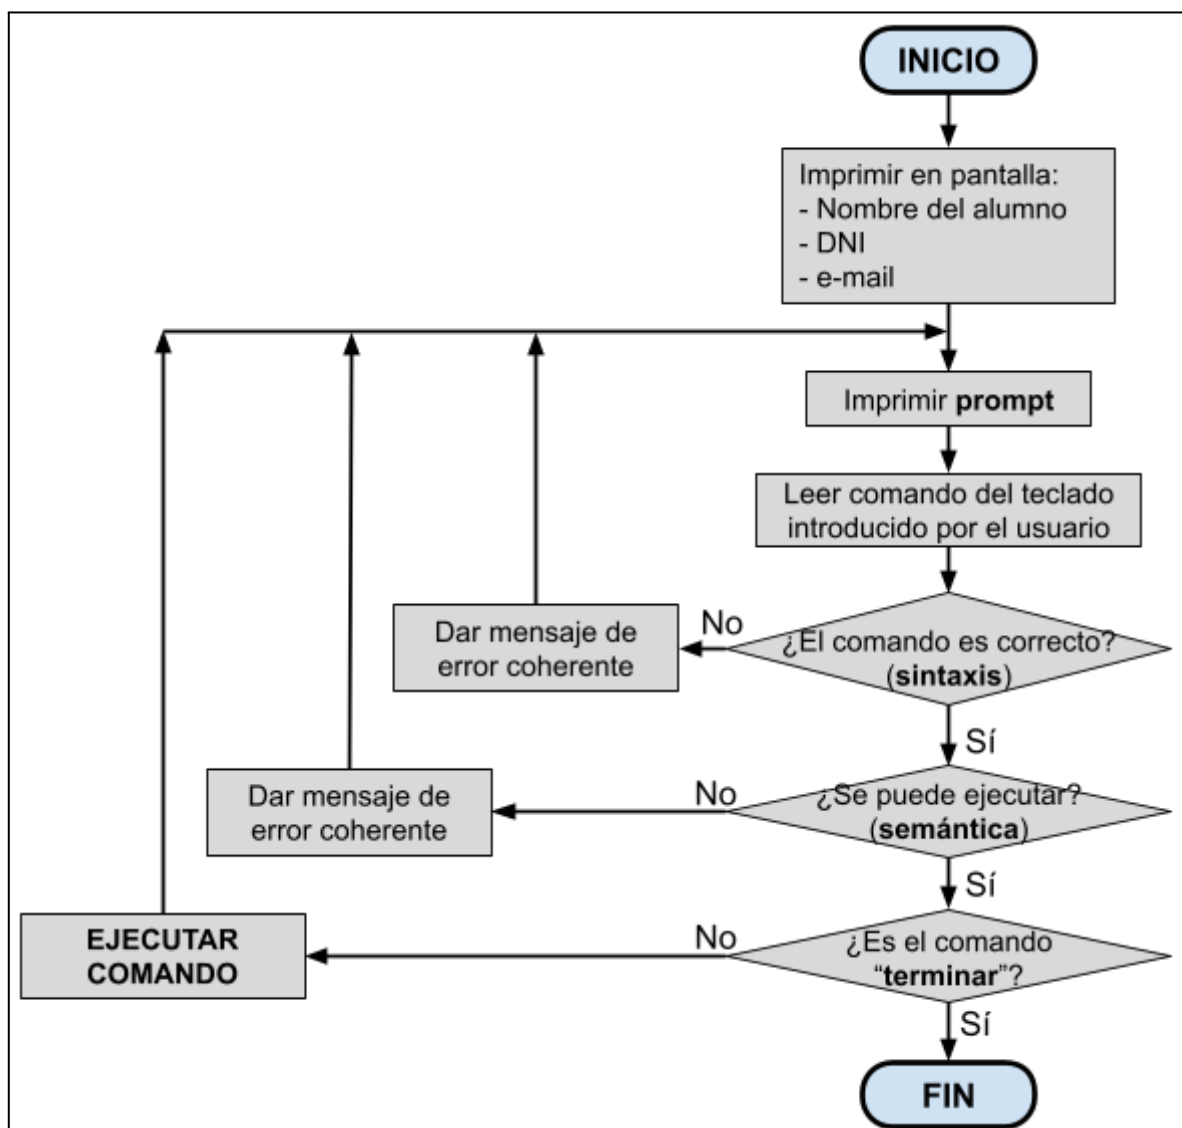 INICIO
Imprimir en pantalla:
- Nombre del alumno
- DNI
- e-mail
Imprimir prompt
Leer comando del teclado
introducido por el usuario
¿El comando es correcto?
(sintaxis)
No
Dar mensaje de
error coherente
Sí
¿Se puede ejecutar?
(semántica)
No
Dar mensaje de
error coherente
Sí
¿Es el comando
“terminar”?
No
EJECUTAR
COMANDO
Sí
FIN